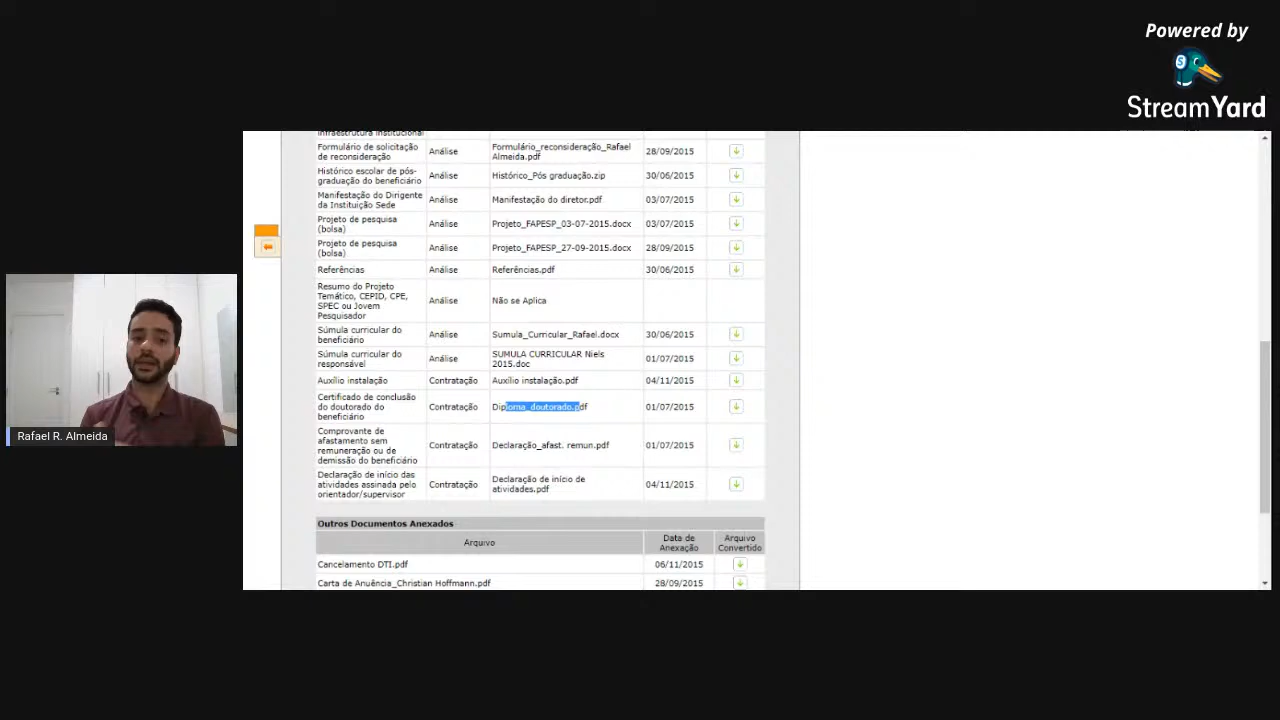 Powered by
StreamYard
infraestrutura institucional
Formulário de solicitação
de reconsideração
Análise
Formulário_reconsideração_Rafael
Almeida.pdf
28/09/2015
Histórico escolar de pós-
graduação do beneficiário
Análise
Histórico_Pós graduação.zip
30/06/2015
Manifestação do Dirigente
da Instituição Sede
Análise
Manifestação do diretor.pdf
03/07/2015
Projeto de pesquisa
(bolsa)
Análise
Projeto_FAPESP_03-07-2015.docx
03/07/2015
Projeto de pesquisa
(bolsa)
Análise
Projeto_FAPESP_27-09-2015.docx
28/09/2015
Referências
Análise
Referências.pdf
30/06/2015
Resumo do Projeto
Temático, CEPID, CPE,
SPEC ou Jovem
Pesquisador
Análise
Não se Aplica
Súmula curricular do
beneficiário
Análise
Sumula_Curricular_Rafael.docx
30/06/2015
Súmula curricular do
responsável
Análise
SUMULA CURRICULAR Niels
2015.doc
01/07/2015
Auxílio instalação
Contratação
Auxílio instalação.pdf
04/11/2015
Certificado de conclusão
do doutorado do
beneficiário
Contratação
Diploma_doutorado.pdf
01/07/2015
Comprovante de
afastamento sem
remuneração ou de
demissão do beneficiário
Contratação
Declaração_afast. remun.pdf
01/07/2015
Declaração de início das
atividades assinada pelo
orientador/supervisor
Contratação
Declaração de início de
atividades.pdf
04/11/2015
Outros Documentos Anexados
Arquivo
Data de
Anexação
Arquivo
Convertido
Cancelamento DTI.pdf
06/11/2015
Carta de Anuência_Christian Hoffmann.pdf
28/09/2015
Rafael R. Almeida